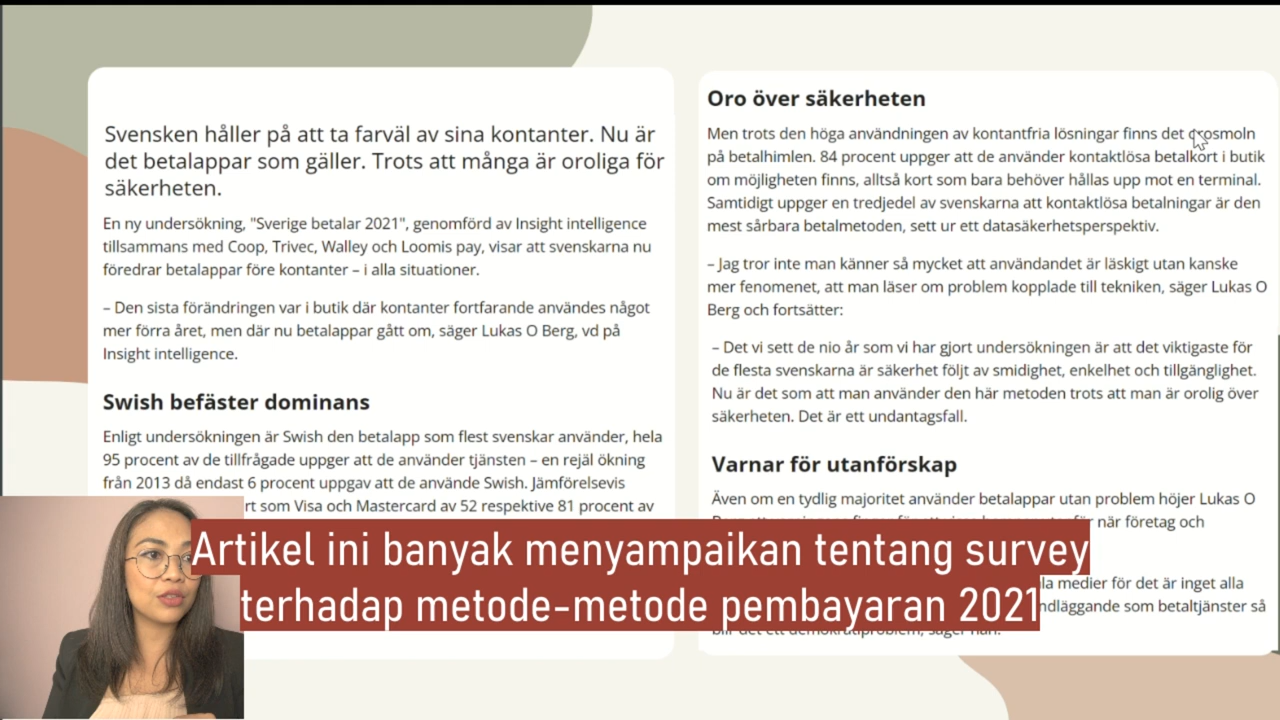 Svensken håller på att ta farväl av sina kontanter. Nu är
det betalappar som gäller. Trots att många är oroliga för
säkerheten.
En ny undersökning, "Sverige betalar 2021", genomförd av Insight intelligence
tillsammans med Coop, Trivec, Walley och Loomis pay, visar att svenskarna nu
föredrar betalappar före kontanter – i alla situationer.
– Den sista förändringen var i butik där kontanter fortfarande användes något
mer förra året, men där nu betalappar gått om, säger Lukas O Berg, vd på
Insight intelligence.
Swish befäster dominans
Enligt undersökningen är Swish den betalapp som flest svenskar använder, hela
95 procent av de tillfrågade uppger att de använder tjänsten – en rejäl ökning
från 2013 då endast 6 procent uppgav att de använde Swish. Jämförelsevis
som Visa och Mastercard av 52 respektive 81 procent av
Oro över säkerheten
Men trots den höga användningen av kontantfria lösningar finns det
på betalhimlen. 84 procent uppger att de använder kontaktlösa betalkort i butik
om möjligheten finns, alltså kort som bara behöver hållas upp mot en terminal.
Samtidigt uppger en tredjedel av svenskarna att kontaktlösa betalningar är den
mest sårbara betalmetoden, sett ur ett datasäkerhetsperspektiv.
– Jag tror inte man känner så mycket att användandet är läskigt utan kanske
mer fenomenet, att man läser om problem kopplade till tekniken, säger Lukas O
Berg och fortsätter:
– Det vi sett de nio år som vi har gjort undersökningen är att det viktigaste för
de flesta svenskarna är säkerhet följt av smidighet, enkelhet och tillgänglighet.
Nu är det som att man använder den här metoden trots att man är orolig över
säkerheten. Det är ett undantagsfall.
Varnar för utanförskap
Även om en tydlig majoritet använder betalappar utan problem höjer Lukas O
när företag och
medier för det är inget alla
som betaltjänster så
Artikel ini banyak menyampaikan tentang survey
terhadap metode-metode pembayaran 2021